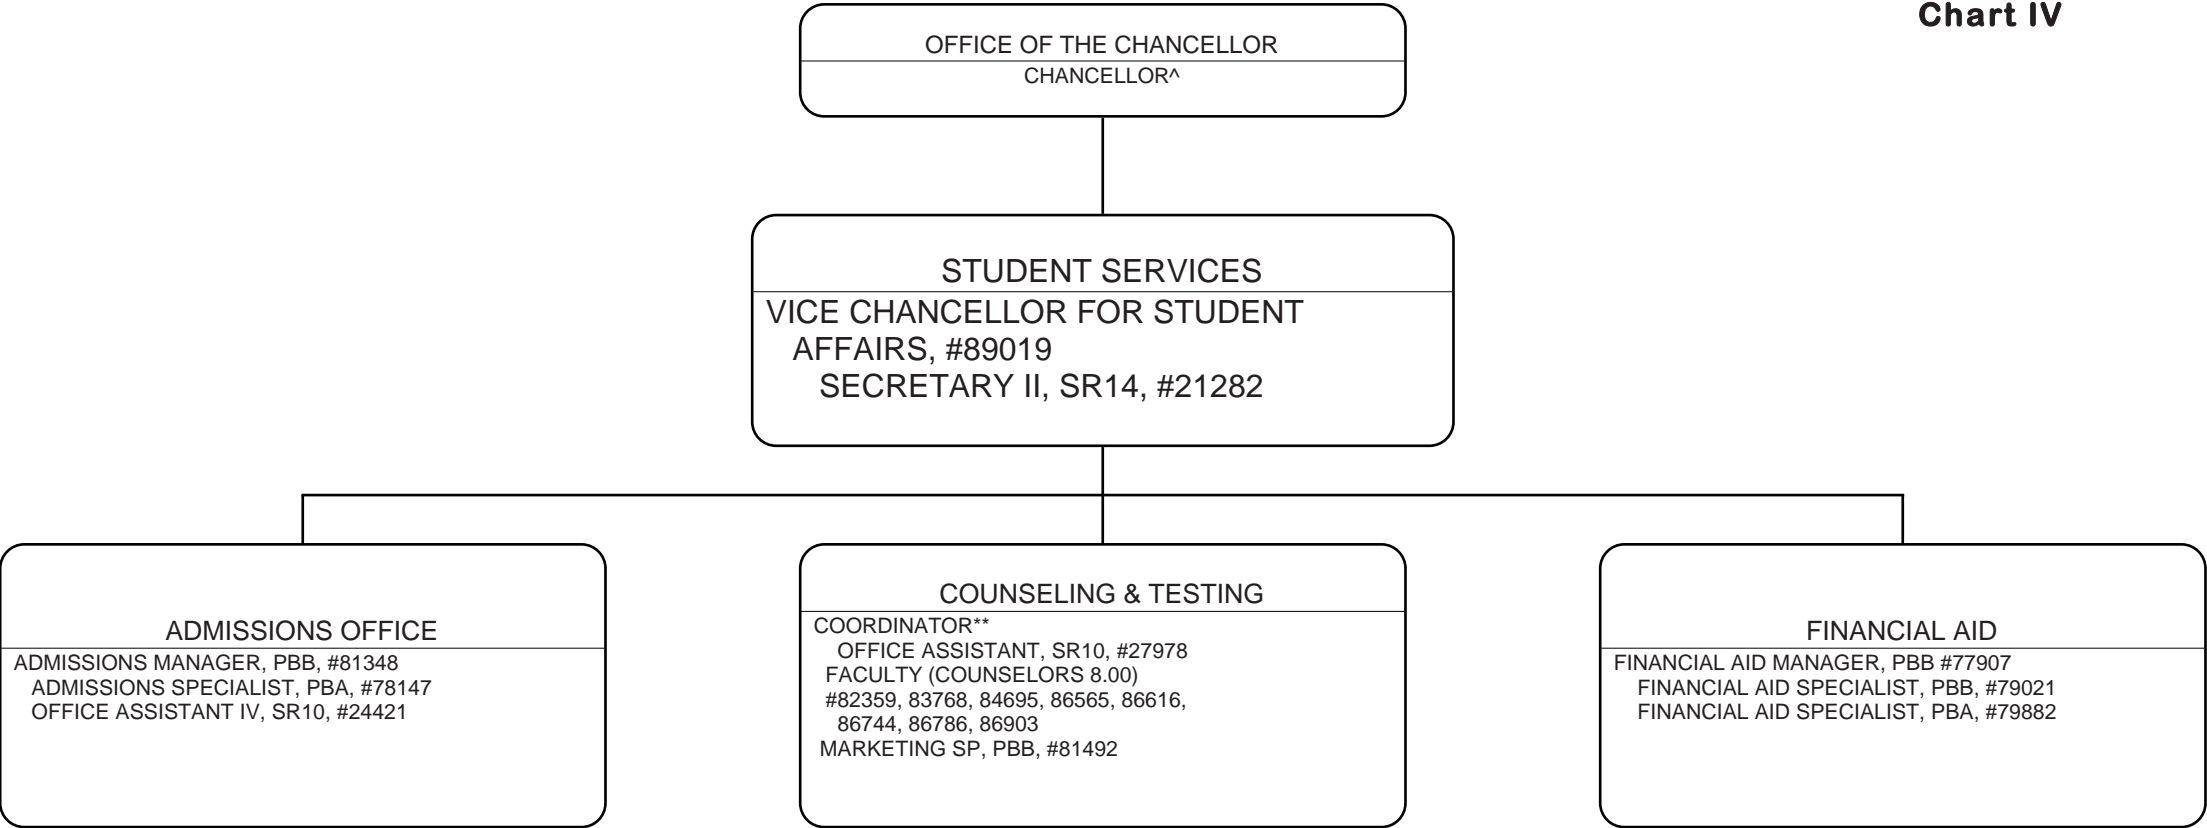 Chart IV
OFFICE OF THE CHANCELLOR
CHANCELLOR^
STUDENT SERVICES
VICE CHANCELLOR FOR STUDENT
AFFAIRS, #89019
SECRETARY II, SR14, #21282
ADMISSIONS OFFICE
ADMISSIONS MANAGER, PBB, #81348
ADMISSIONS SPECIALIST, PBA, #78147
OFFICE ASSISTANT IV, SR10, #24421
COUNSELING & TESTING
COORDINATOR**
OFFICE ASSISTANT, SR10, #27978
FACULTY (COUNSELORS 8.00)
#82359, 83768, 84695, 86565, 86616,
86744, 86786, 86903
MARKETING SP, PBB, #81492
FINANCIAL AID
FINANCIAL AID MANAGER, PBB #77907
FINANCIAL AID SPECIALIST, PBB, #79021
FINANCIAL AID SPECIALIST, PBA, #79882